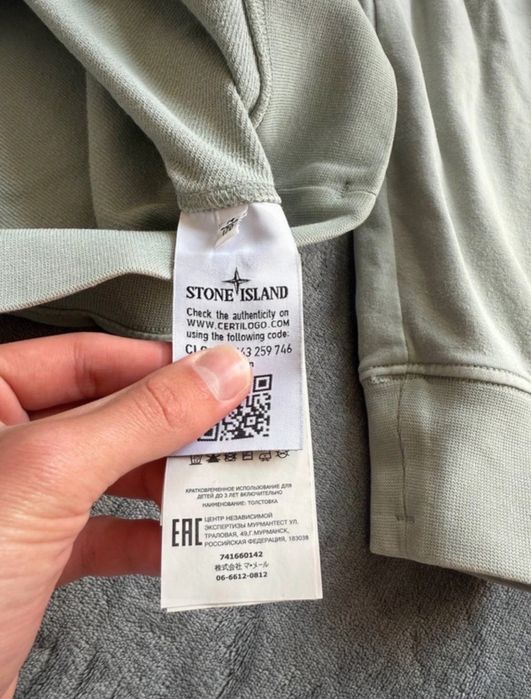 STONE ISLAND
Check the authenticity on
WWW.CERTILOGO.COM
using the following code:
259 746
КРАТКОВРЕМЕННОЕ ИСПОЛЬЗОВАНИЕ ДЛЯ
ДЕТЕЙ ДО 3 ЛЕТ ВКЛЮЧИТЕЛЬНО
НАИМЕНОВАНИЕ: ТОЛСТОВКА
EAC
ЦЕНТР НЕЗАВИСИМОЙ
ЭКСПЕРТИЗЫ МУРМАНТЕСТ УЛ.
ТРАЛОВАЯ, 49,Г.МУРМАНСК,
РОССИЙСКАЯ ФЕДЕРАЦИЯ, 183038
741660142
株式会社 マ・メール
06-6612-0812